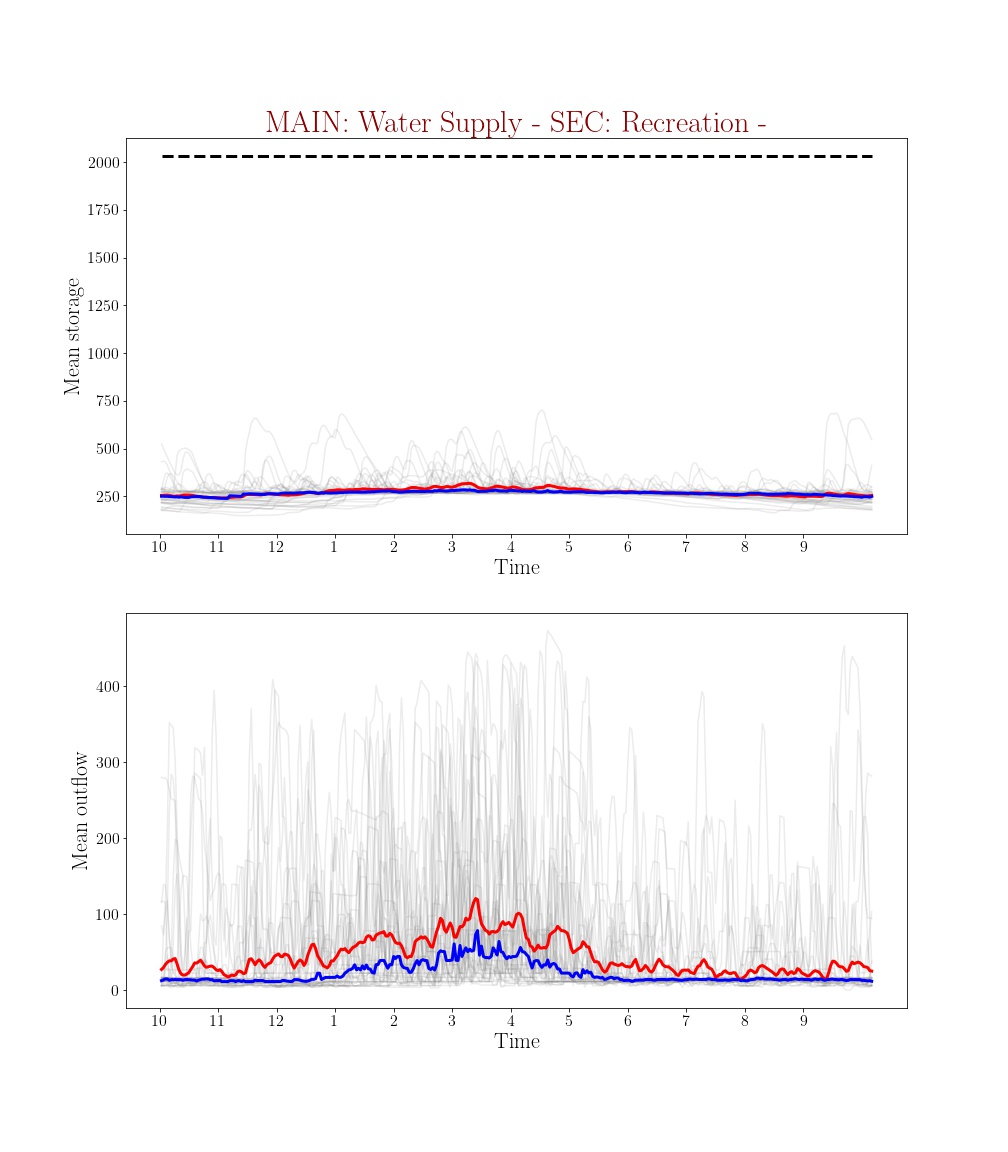 MAIN: Water Supply - SEC: Recreation -
2000
1750
1500
1250
1000
750
500
250
Mean storage
10 11 12 1 2 3 4 5 6 7 8 9
Time
400
300
200
100
0
Mean outflow
10 11 12 1 2 3 4 5 6 7 8 9
Time